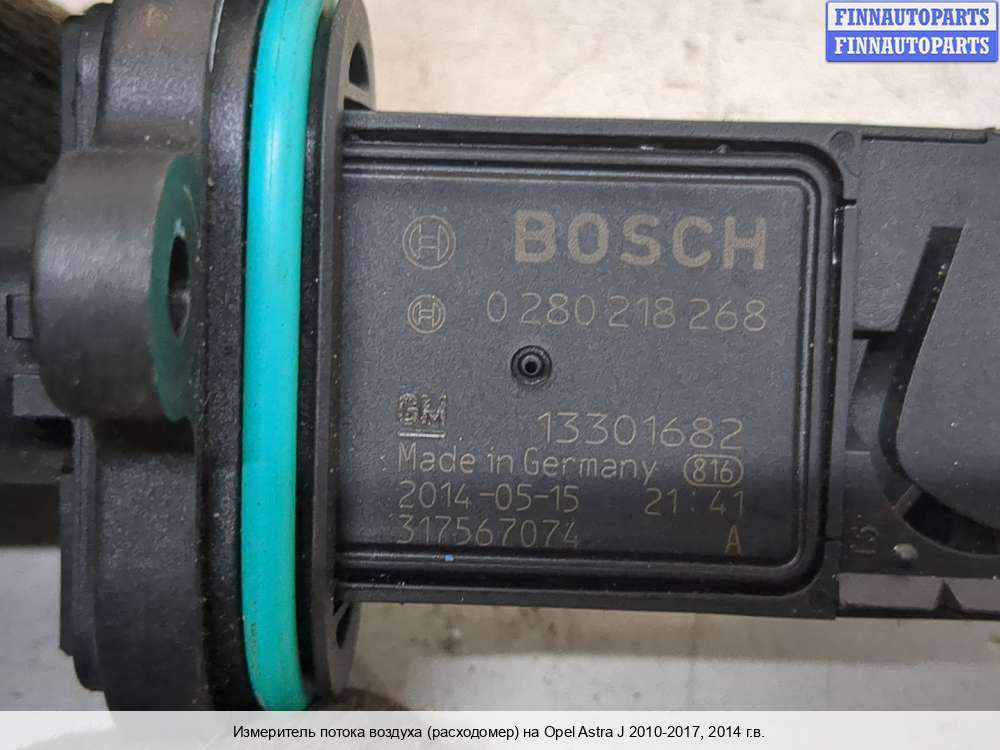 FINNAUTOPARTS
FINNAUTOPARTS
BOSCH
0 280 218 268
GM
13301682
Made in Germany 816
2014-05-15 21:41
317567074 A
Измеритель потока воздуха (расходомер) на Opel Astra J 2010-2017, 2014 г.в.